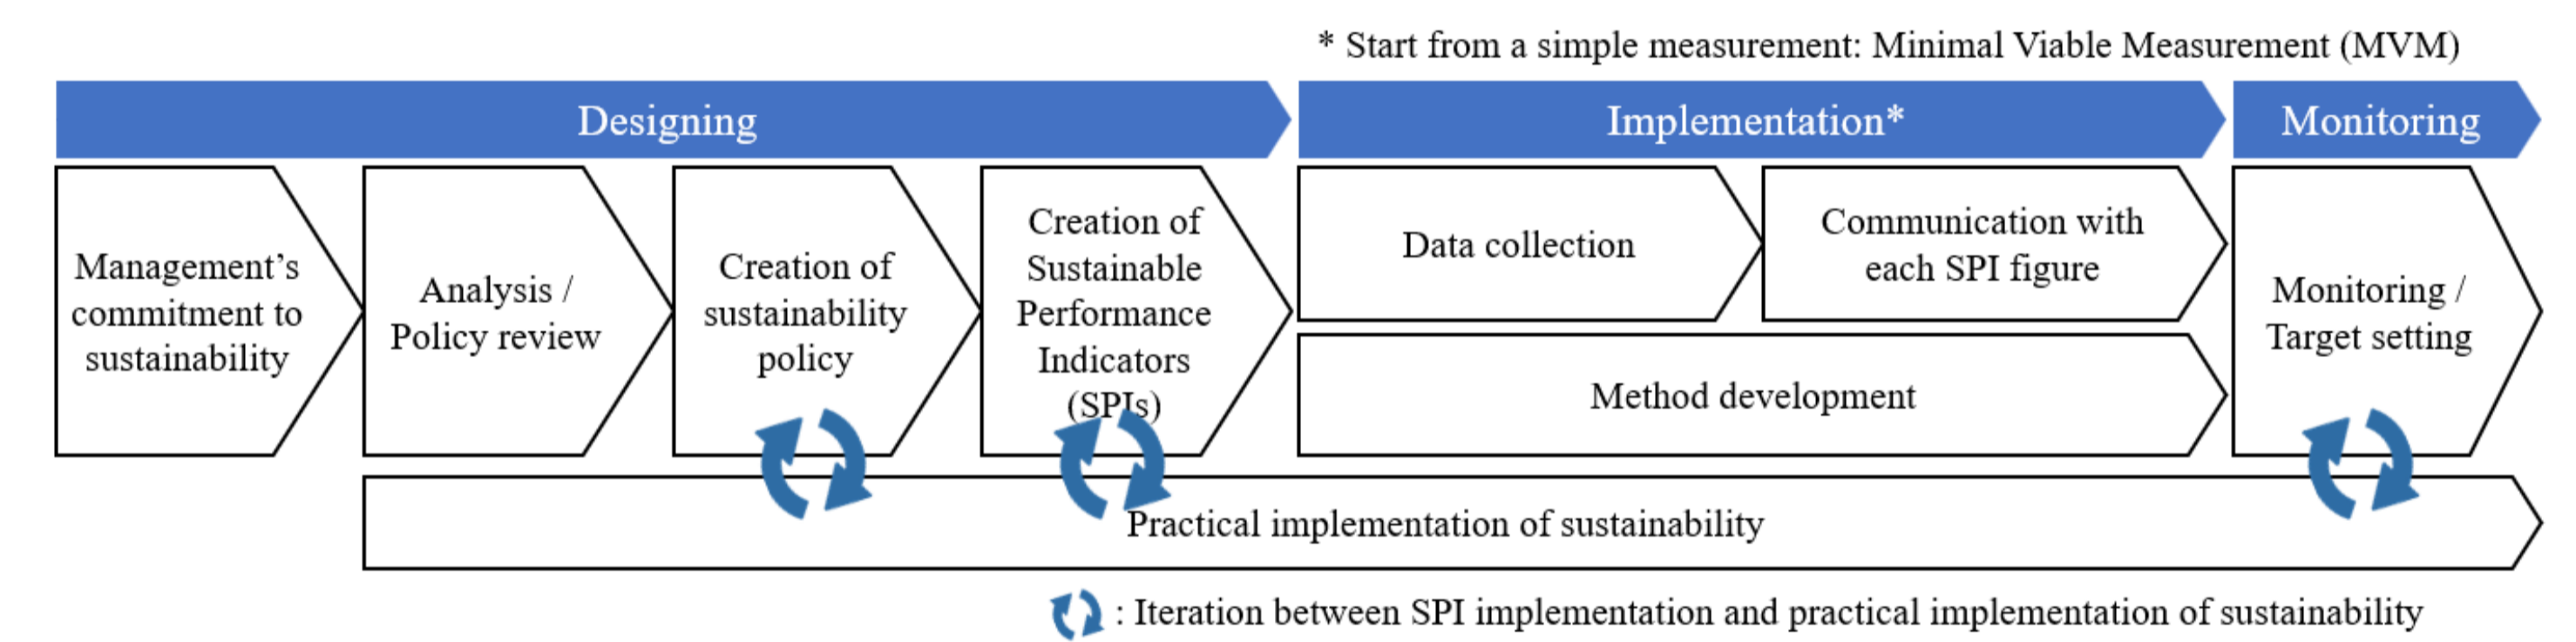 * Start from a simple measurement: Minimal Viable Measurement (MVM)
Designing
Implementation*
Monitoring
Management’s
commitment to
sustainability
Analysis /
Policy review
Creation of
sustainability
policy
Creation of
Sustainable
Performance
Indicators
(SPIs)
Data collection
Communication with
each SPI figure
Method development
Monitoring /
Target setting
Practical implementation of sustainability
: Iteration between SPI implementation and practical implementation of sustainability